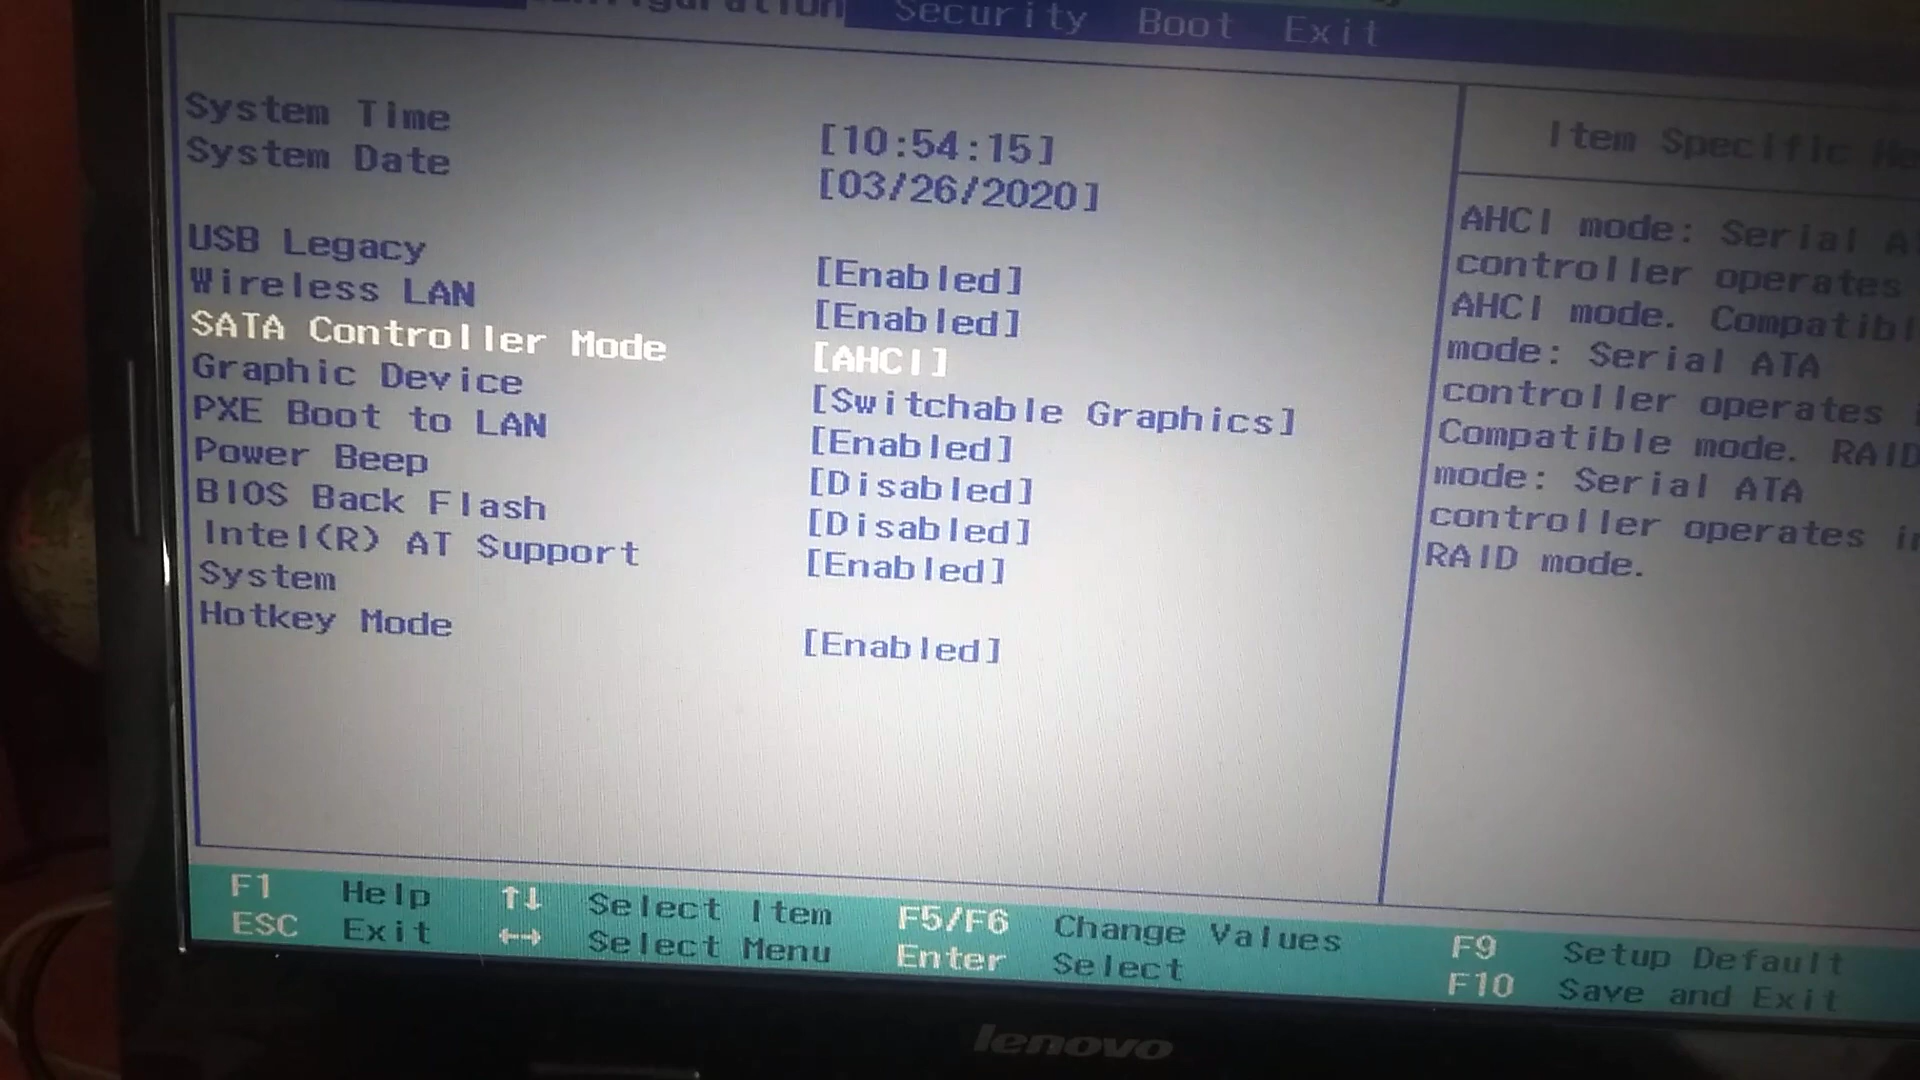 Security Boot Exit
System Time [10:54:15]
System Date [03/26/2020]
USB Legacy [Enabled]
Wireless LAN [Enabled]
SATA Controller Mode [AHCI]
Graphic Device [Switchable Graphics]
PXE Boot to LAN [Enabled]
Power Beep [Disabled]
BIOS Back Flash [Disabled]
Intel(R) AT Support [Enabled]
System
Hotkey Mode [Enabled]
Item Specific
AHCI mode: Serial
controller operates
AHCI mode.
mode: Serial ATA
controller operates
Compatible mode. RAID
mode: Serial ATA
controller operates in
RAID mode.
F1 Help ↑↓ Select Item F5/F6 Change Values F9 Setup Default
ESC Exit ←→ Select Menu Enter Select F10 Save and Exit
lenovo